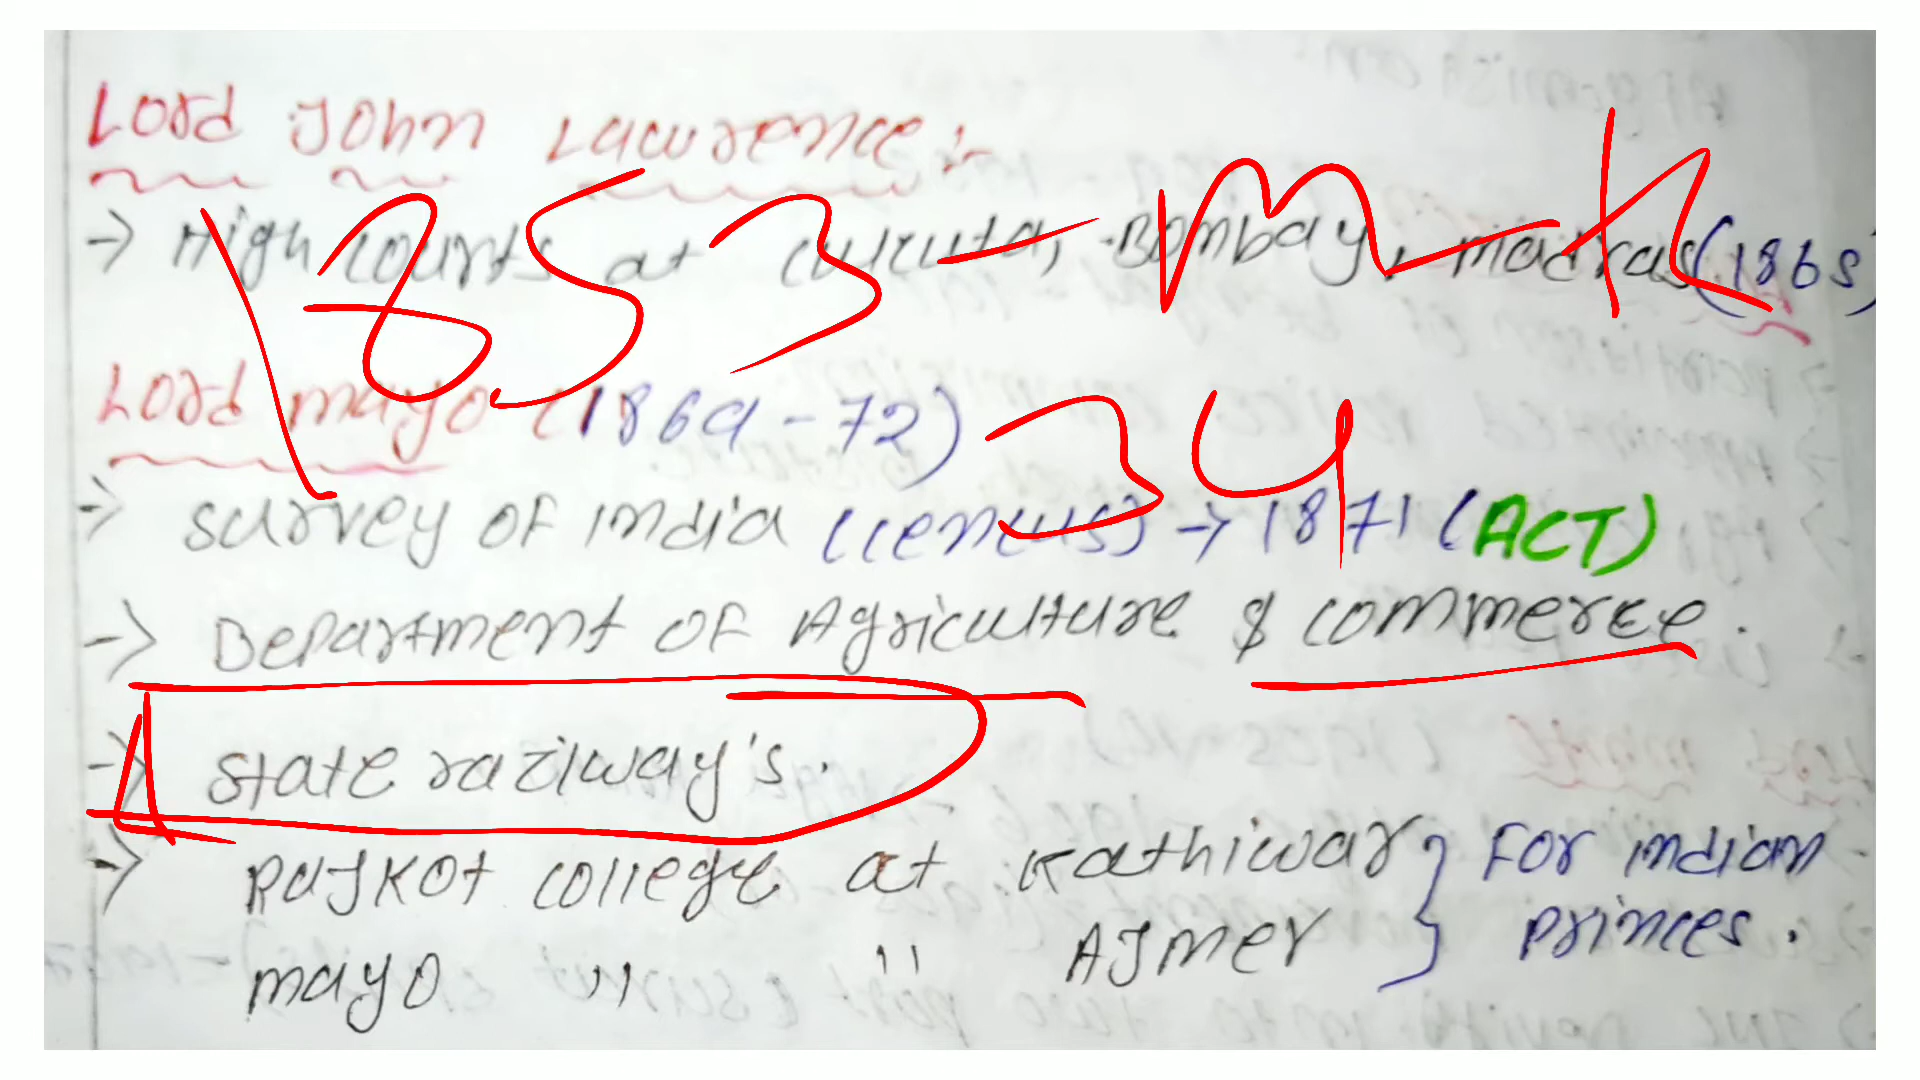 Lord John Lawrence :-
→ High courts at culcuta, Bombay, madras (1865)
1853 - m - K
Lord mayo (1869 - 72)
34
→ survey of india (census) → 1871 (ACT)
→ Department of Agriculture & commerce.
→ state railway's.
→ Rajkot college at Kathiwar } For indian
mayo " " Ajmer } princes.